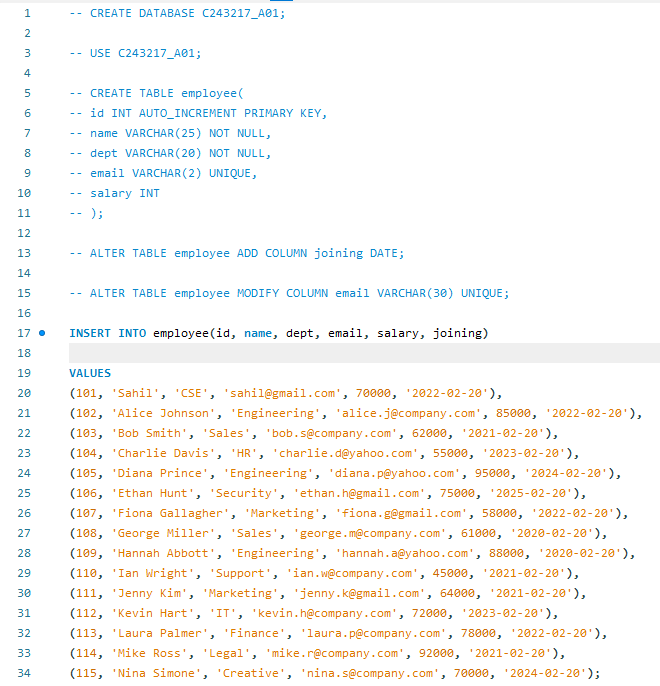 1 -- CREATE DATABASE C243217_A01;
2
3 -- USE C243217_A01;
4
5 -- CREATE TABLE employee(
6 -- id INT AUTO_INCREMENT PRIMARY KEY,
7 -- name VARCHAR(25) NOT NULL,
8 -- dept VARCHAR(20) NOT NULL,
9 -- email VARCHAR(2) UNIQUE,
10 -- salary INT
11 -- );
12
13 -- ALTER TABLE employee ADD COLUMN joining DATE;
14
15 -- ALTER TABLE employee MODIFY COLUMN email VARCHAR(30) UNIQUE;
16
17 INSERT INTO employee(id, name, dept, email, salary, joining)
18
19 VALUES
20 (101, 'Sahil', 'CSE', 'sahil@gmail.com', 70000, '2022-02-20'),
21 (102, 'Alice Johnson', 'Engineering', 'alice.j@company.com', 85000, '2022-02-20'),
22 (103, 'Bob Smith', 'Sales', 'bob.s@company.com', 62000, '2021-02-20'),
23 (104, 'Charlie Davis', 'HR', 'charlie.d@yahoo.com', 55000, '2023-02-20'),
24 (105, 'Diana Prince', 'Engineering', 'diana.p@yahoo.com', 95000, '2024-02-20'),
25 (106, 'Ethan Hunt', 'Security', 'ethan.h@gmail.com', 75000, '2025-02-20'),
26 (107, 'Fiona Gallagher', 'Marketing', 'fiona.g@gmail.com', 58000, '2022-02-20'),
27 (108, 'George Miller', 'Sales', 'george.m@company.com', 61000, '2020-02-20'),
28 (109, 'Hannah Abbott', 'Engineering', 'hannah.a@yahoo.com', 88000, '2020-02-20'),
29 (110, 'Ian Wright', 'Support', 'ian.w@company.com', 45000, '2021-02-20'),
30 (111, 'Jenny Kim', 'Marketing', 'jenny.k@gmail.com', 64000, '2021-02-20'),
31 (112, 'Kevin Hart', 'IT', 'kevin.h@company.com', 72000, '2023-02-20'),
32 (113, 'Laura Palmer', 'Finance', 'laura.p@company.com', 78000, '2022-02-20'),
33 (114, 'Mike Ross', 'Legal', 'mike.r@company.com', 92000, '2021-02-20'),
34 (115, 'Nina Simone', 'Creative', 'nina.s@company.com', 70000, '2024-02-20');